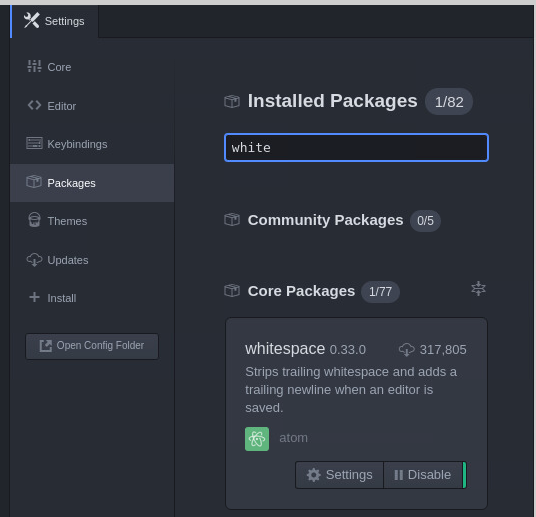 Settings
Core
Editor
Keybindings
Packages
Themes
Updates
Install
Open Config Folder
Installed Packages 1/82
white
Community Packages 0/5
Core Packages 1/77
whitespace 0.33.0 317,805
Strips trailing whitespace and adds a
trailing newline when an editor is
saved.
atom
Settings Disable